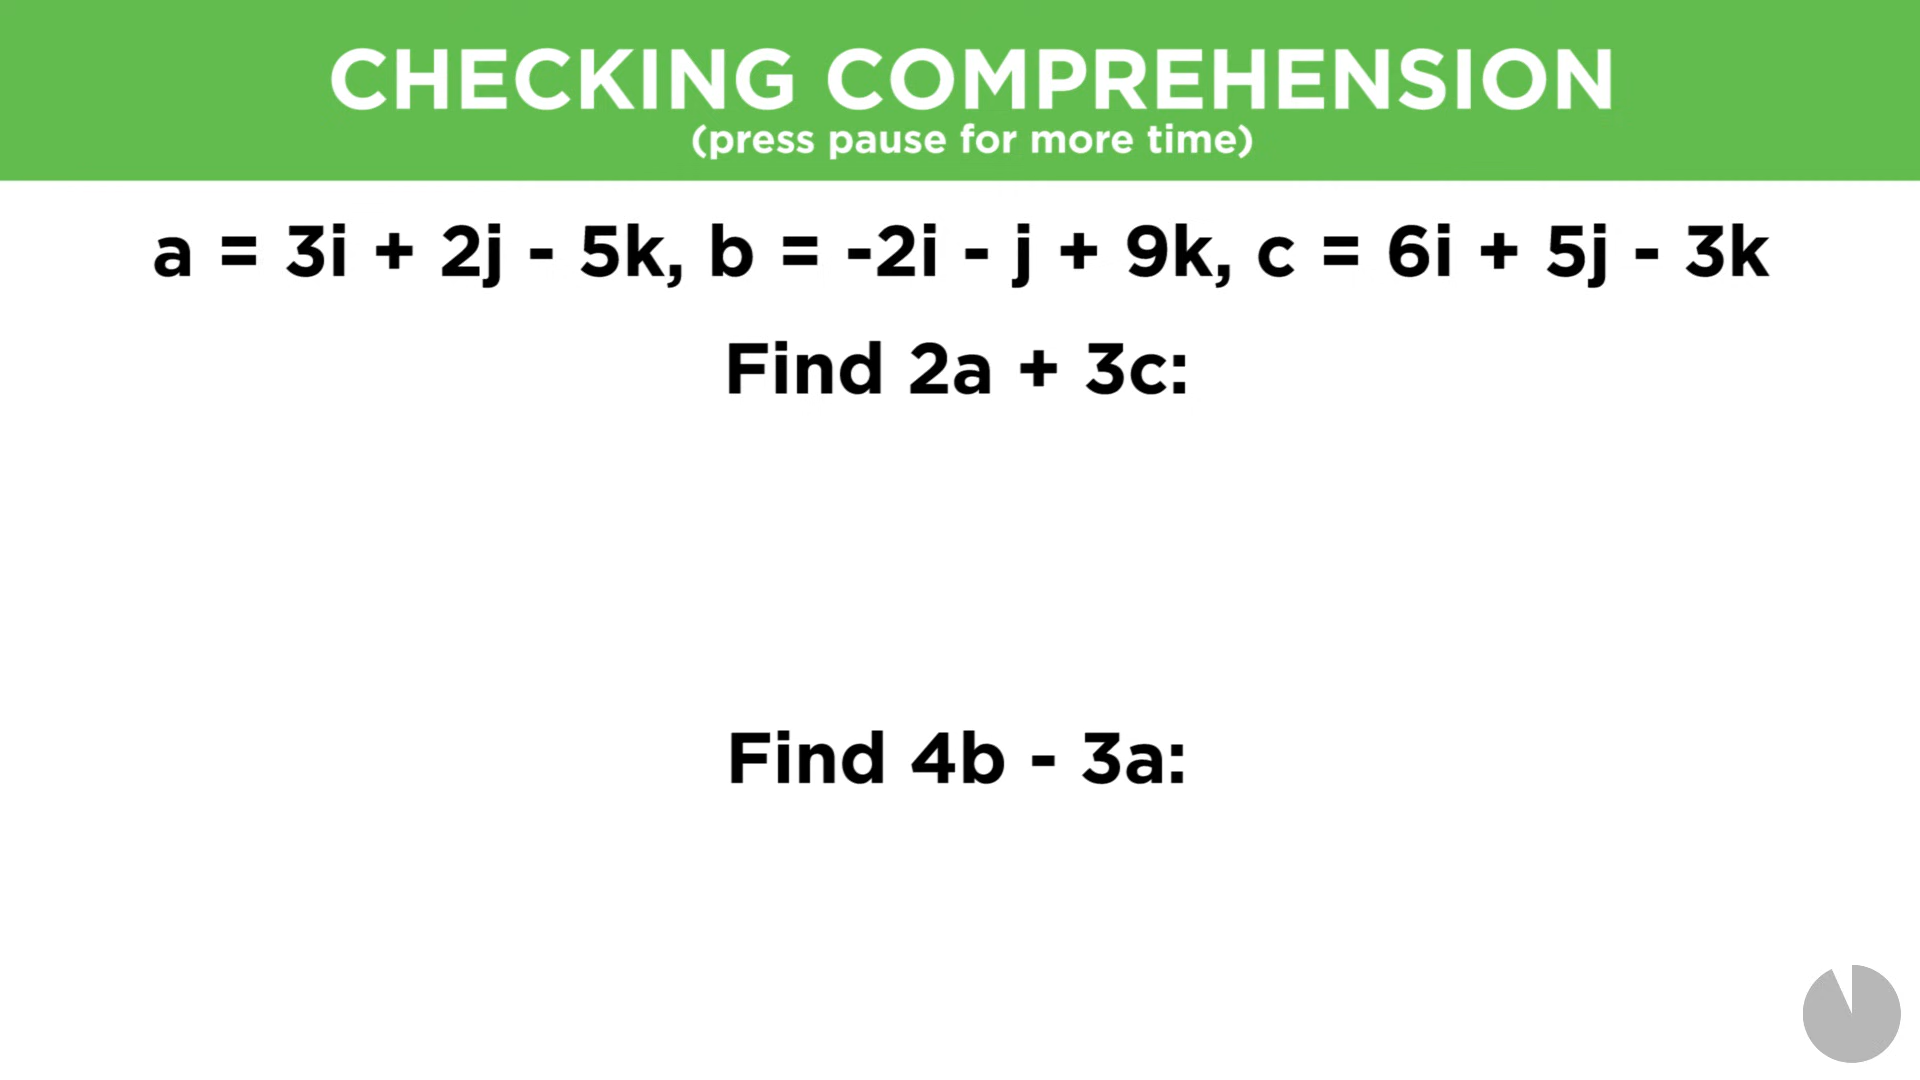 CHECKING COMPREHENSION
(press pause for more time)
a = 3i + 2j - 5k, b = -2i - j + 9k, c = 6i + 5j - 3k
Find 2a + 3c:
Find 4b - 3a: